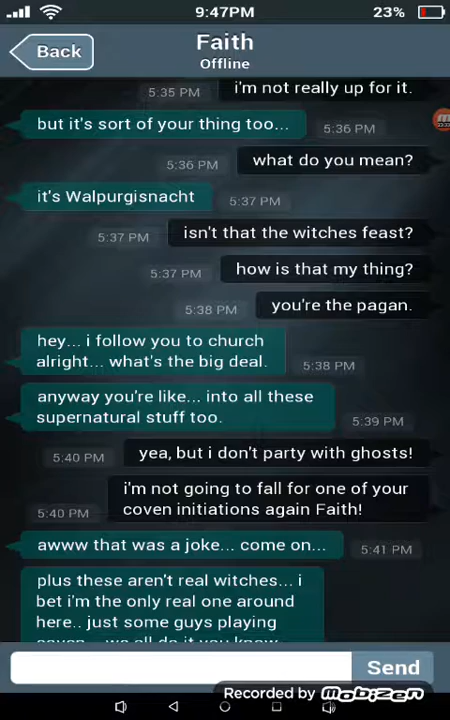 9:47PM
23%
Back
Faith
Offline
i'm not really up for it.
5:35 PM
but it's sort of your thing too...
5:36 PM
what do you mean?
5:36 PM
it's Walpurgisnacht
5:37 PM
isn't that the witches feast?
5:37 PM
how is that my thing?
5:37 PM
you're the pagan.
5:38 PM
hey... i follow you to church
alright... what's the big deal.
5:38 PM
anyway you're like... into all these
supernatural stuff too.
5:39 PM
yea, but i don't party with ghosts!
5:40 PM
i'm not going to fall for one of your
coven initiations again Faith!
5:40 PM
awww that was a joke... come on...
5:41 PM
plus these aren't real witches... i
bet i'm the only real one around
here.. just some guys playing
coven... we all do it you know
Send
Recorded by Mobizen